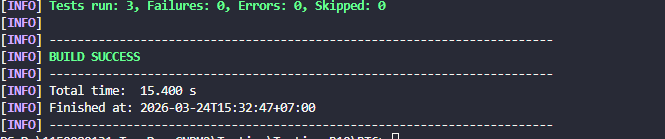 [INFO] Tests run: 3, Failures: 0, Errors: 0, Skipped: 0
[INFO]
[INFO] ------------------------------------------------------------------------
[INFO] BUILD SUCCESS
[INFO] ------------------------------------------------------------------------
[INFO] Total time:  15.400 s
[INFO] Finished at: 2026-03-24T15:32:47+07:00
[INFO] ------------------------------------------------------------------------